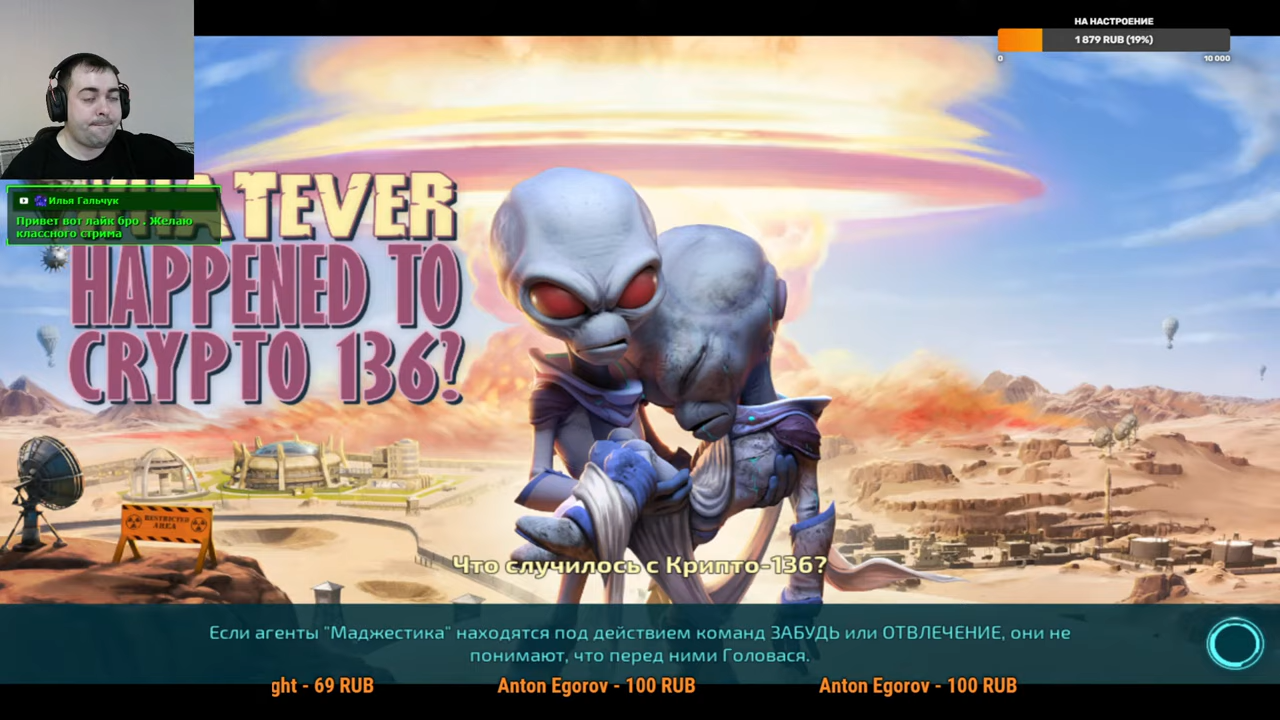 НА НАСТРОЕНИЕ
1 879 RUB (19%)
0
10 000
Илья Гальчук
Привет вот лайк бро . Желаю
классного стрима
WHATEVER
HAPPENED TO
CRYPTO 136?
RESTRICTED
AREA
Что случилось с Крипто-136?
Если агенты "Маджестика" находятся под действием команд ЗАБУДЬ или ОТВЛЕЧЕНИЕ, они не
понимают, что перед ними Головася.
ght - 69 RUB
Anton Egorov - 100 RUB
Anton Egorov - 100 RUB